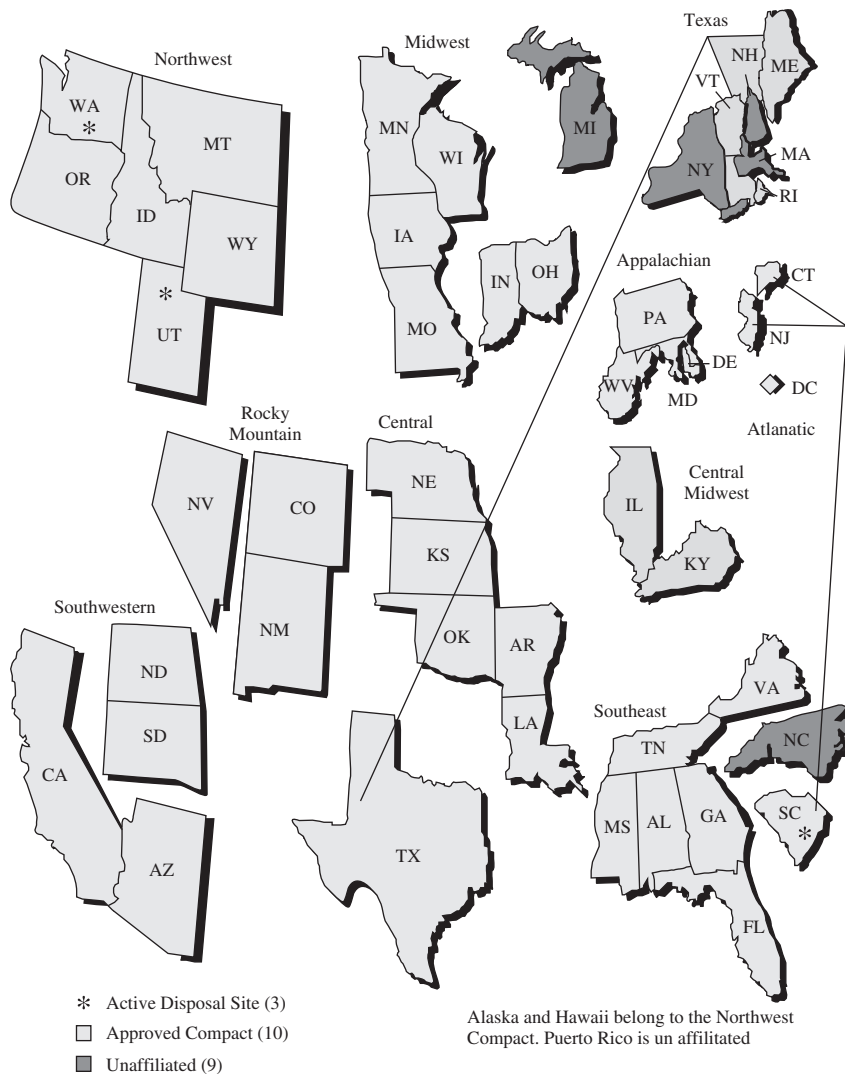 Northwest
WA
*
MT
OR
ID
WY
*
UT
Midwest
MN
WI
IA
MO
IN
OH
MI
Texas
NH
ME
VT
NY
MA
RI
Appalachian
PA
WV
MD
DE
CT
NJ
DC
Atlanatic
Rocky
Mountain
NV
CO
NM
Central
NE
KS
OK
AR
LA
Central
Midwest
IL
KY
Southwestern
ND
SD
CA
AZ
TX
Southeast
VA
TN
NC
MS
AL
GA
SC
*
FL
* Active Disposal Site (3)
Approved Compact (10)
Unaffiliated (9)
Alaska and Hawaii belong to the Northwest
Compact. Puerto Rico is un affilitated